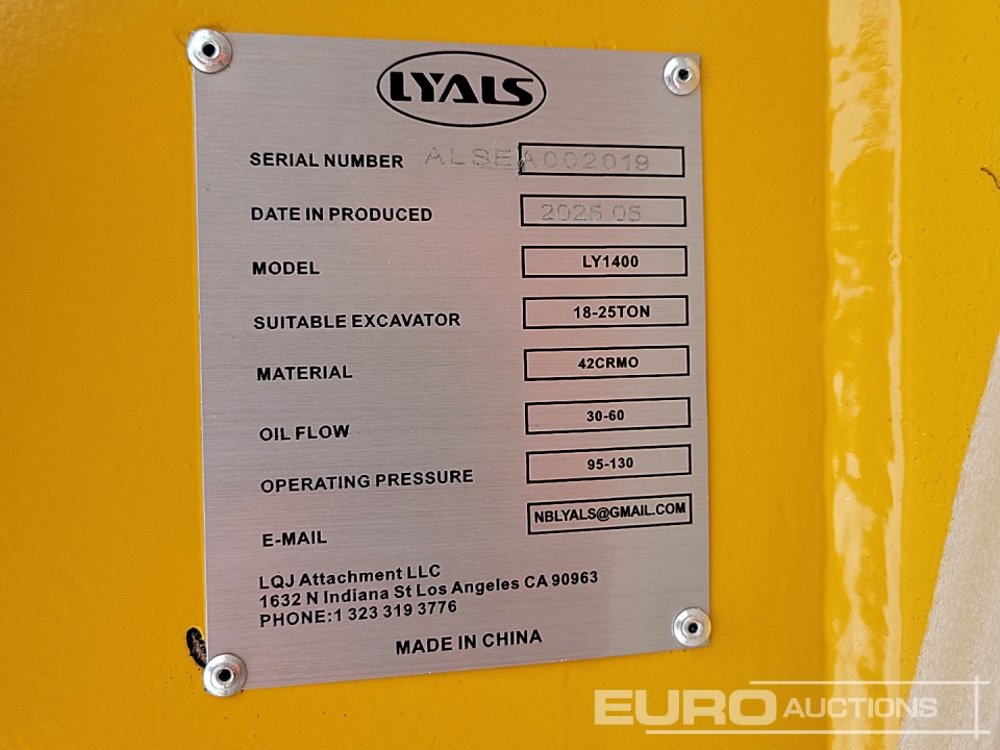 LYALS
SERIAL NUMBER ALSEA002019
DATE IN PRODUCED 2025 05
MODEL LY1400
SUITABLE EXCAVATOR 18-25TON
MATERIAL 42CRMO
OIL FLOW 30-60
OPERATING PRESSURE 95-130
E-MAIL NBLYALS@GMAIL.COM
LQJ Attachment LLC
1632 N Indiana St Los Angeles CA 90963
PHONE:1 323 319 3776
MADE IN CHINA
EURO AUCTIONS